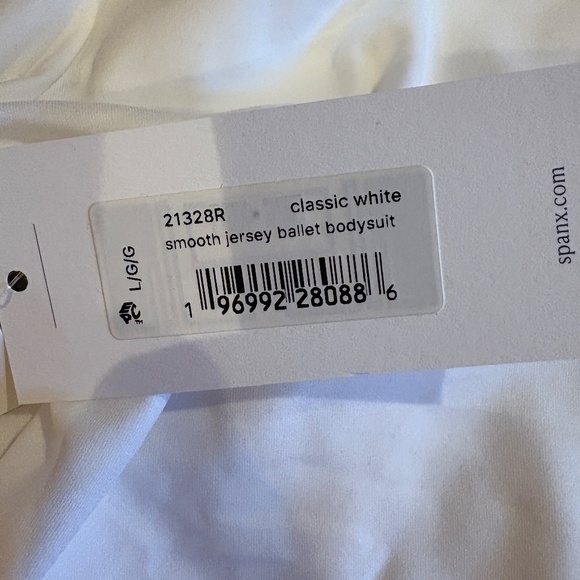 21328R classic white
smooth jersey ballet bodysuit
L/G/G
1 96992 28088 6
spanx.com